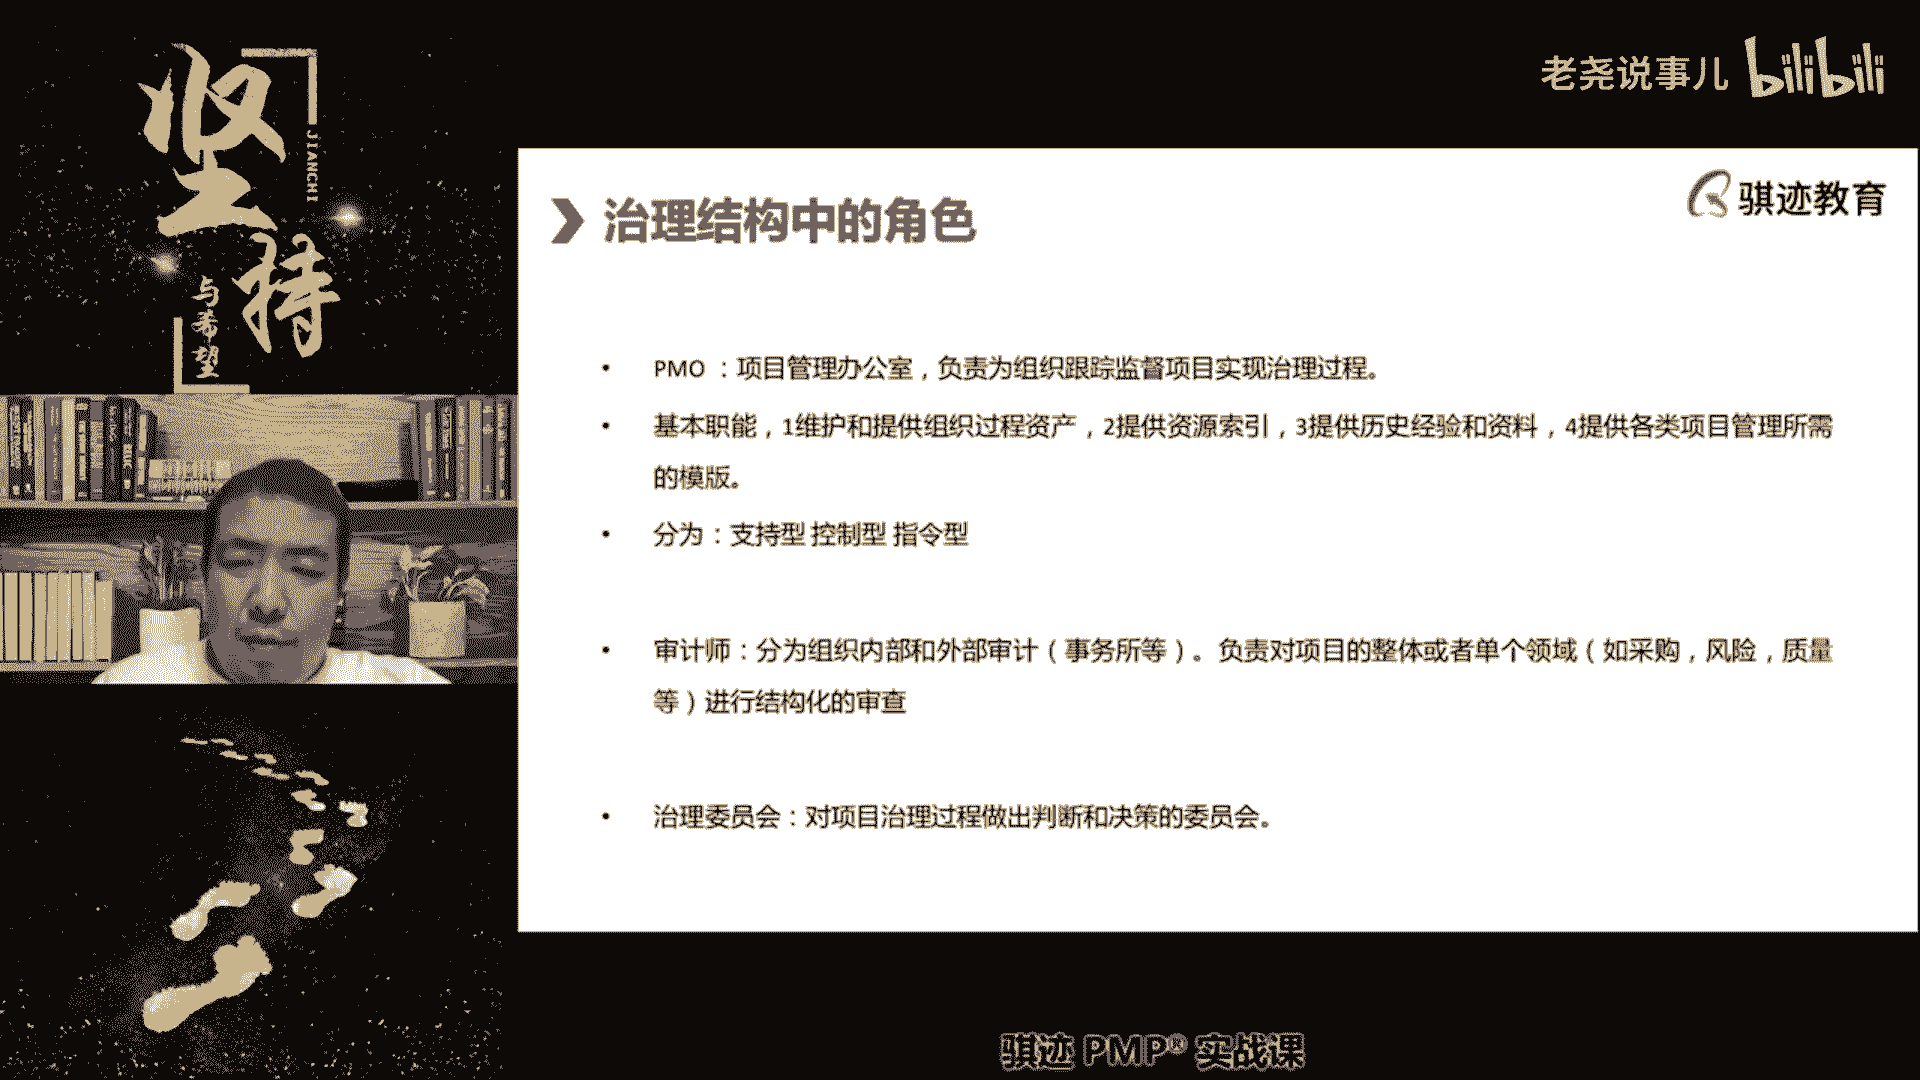 坚持
JIANCHI
与希望
老尧说事儿 bilibili
骐迹教育
治理结构中的角色
• PMO ：项目管理办公室，负责为组织跟踪监督项目实现治理过程。
• 基本职能，1维护和提供组织过程资产，2提供资源索引，3提供历史经验和资料，4提供各类项目管理所需
的模版。
• 分为：支持型 控制型 指令型
• 审计师：分为组织内部和外部审计（事务所等）。负责对项目的整体或者单个领域（如采购，风险，质量
等）进行结构化的审查
• 治理委员会：对项目治理过程做出判断和决策的委员会。
骐迹 PMP® 实战课